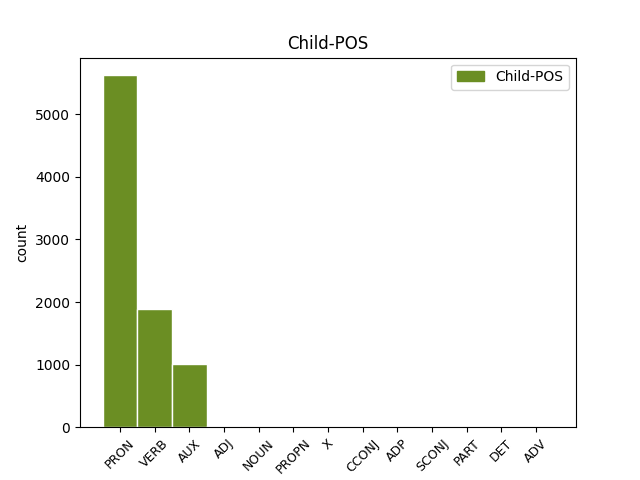 Child-POS
Child-POS
count
5000
4000
3000
2000
1000
0
PRON VERB AUX ADJ NOUN PROPN X CCONJ ADP SCONJ PART DET ADV